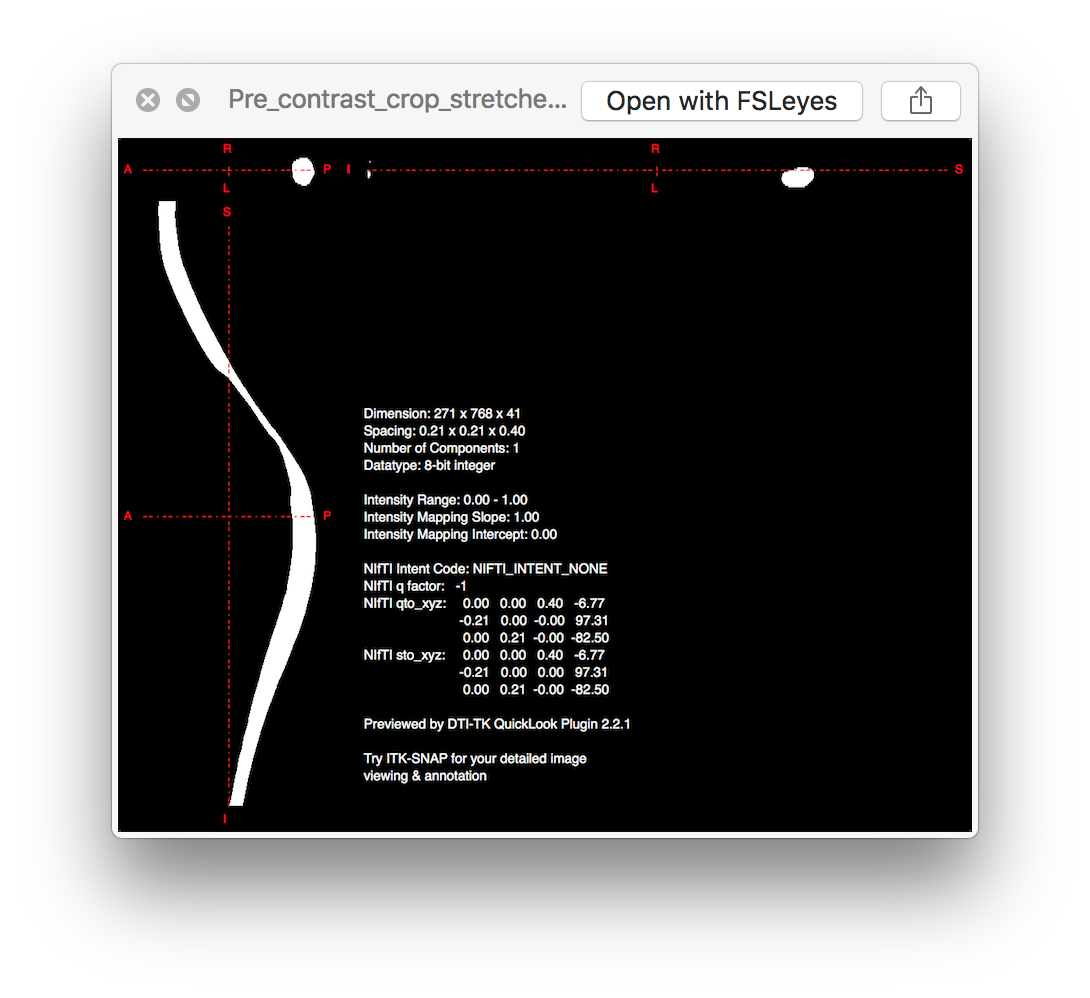 Pre_contrast_crop_stretche...
Open with FSLeyes
R
A P I S
R
L
L
S
Dimension: 271 x 768 x 41
Spacing: 0.21 x 0.21 x 0.40
Number of Components: 1
Datatype: 8-bit integer
Intensity Range: 0.00 - 1.00
A P
Intensity Mapping Slope: 1.00
Intensity Mapping Intercept: 0.00
NIfTI Intent Code: NIFTI_INTENT_NONE
NIfTI q factor: -1
NIfTI qto_xyz: 0.00 0.00 0.40 -6.77
-0.21 0.00 -0.00 97.31
0.00 0.21 -0.00 -82.50
NIfTI sto_xyz: 0.00 0.00 0.40 -6.77
-0.21 0.00 0.00 97.31
0.00 0.21 -0.00 -82.50
Previewed by DTI-TK QuickLook Plugin 2.2.1
Try ITK-SNAP for your detailed image
viewing & annotation
I